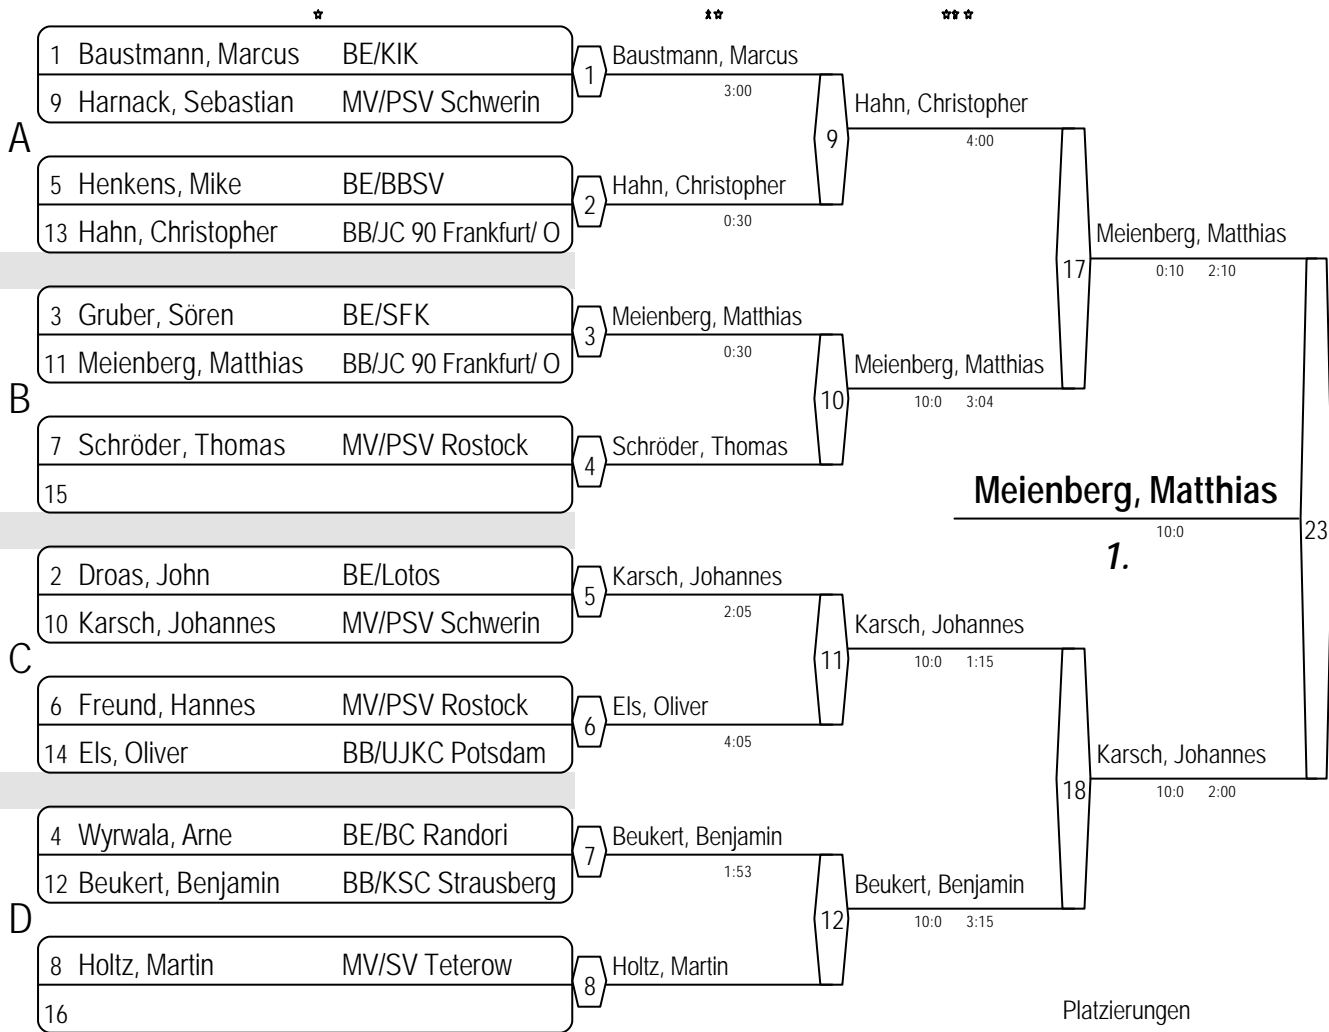 1 Baustmann, Marcus BE/KIK
9 Harnack, Sebastian MV/PSV Schwerin
A
5 Henkens, Mike BE/BBSV
13 Hahn, Christopher BB/JC 90 Frankfurt/ O
3 Gruber, Sören BE/SFK
11 Meienberg, Matthias BB/JC 90 Frankfurt/ O
B
7 Schröder, Thomas MV/PSV Rostock
15
2 Droas, John BE/Lotos
10 Karsch, Johannes MV/PSV Schwerin
C
6 Freund, Hannes MV/PSV Rostock
14 Els, Oliver BB/UJKC Potsdam
4 Wyrwala, Arne BE/BC Randori
12 Beukert, Benjamin BB/KSC Strausberg
D
8 Holtz, Martin MV/SV Teterow
16
1 Baustmann, Marcus
3:00
2 Hahn, Christopher
0:30
3 Meienberg, Matthias
0:30
4 Schröder, Thomas
5 Karsch, Johannes
2:05
6 Els, Oliver
4:05
7 Beukert, Benjamin
1:53
8 Holtz, Martin
9 Hahn, Christopher
4:00
10 Meienberg, Matthias
10:0 3:04
11 Karsch, Johannes
10:0 1:15
12 Beukert, Benjamin
10:0 3:15
17 Meienberg, Matthias
0:10 2:10
18 Karsch, Johannes
10:0 2:00
23
Meienberg, Matthias
10:0
1.
Platzierungen